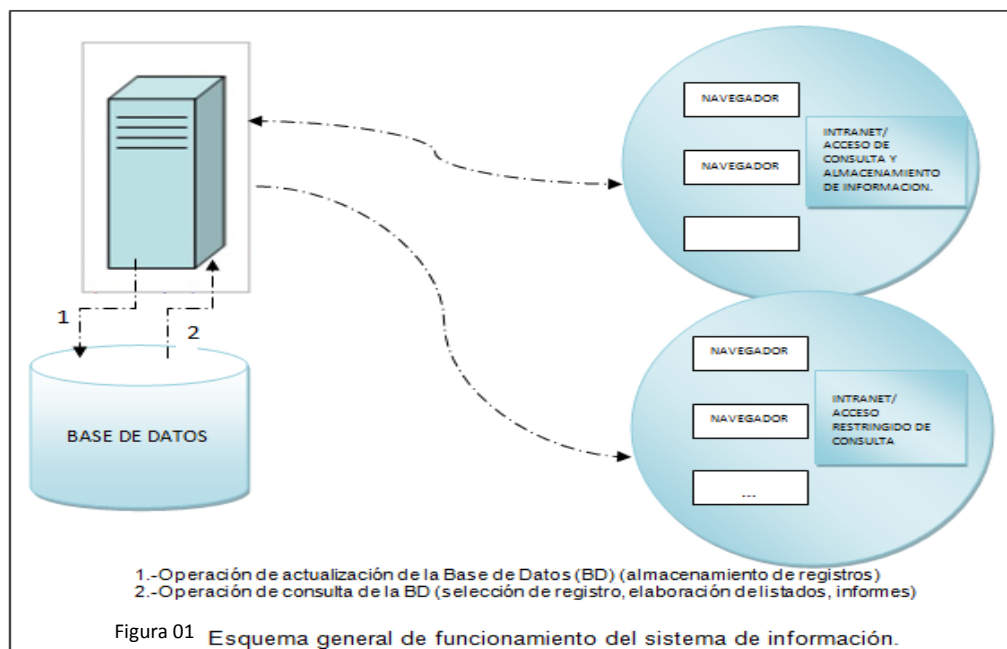 NAVEGADOR
NAVEGADOR
INTRANET/
ACCESO DE
CONSULTA Y
ALMACENAMIENTO
DE INFORMACION.
1
2
BASE DE DATOS
NAVEGADOR
NAVEGADOR
...
INTRANET/
ACCESO
RESTRINGIDO DE
CONSULTA
1.-Operación de actualización de la Base de Datos (BD) (almacenamiento de registros)
2.-Operación de consulta de la BD (selección de registro, elaboración de listados, informes)
Figura 01 Esquema general de funcionamiento del sistema de información.